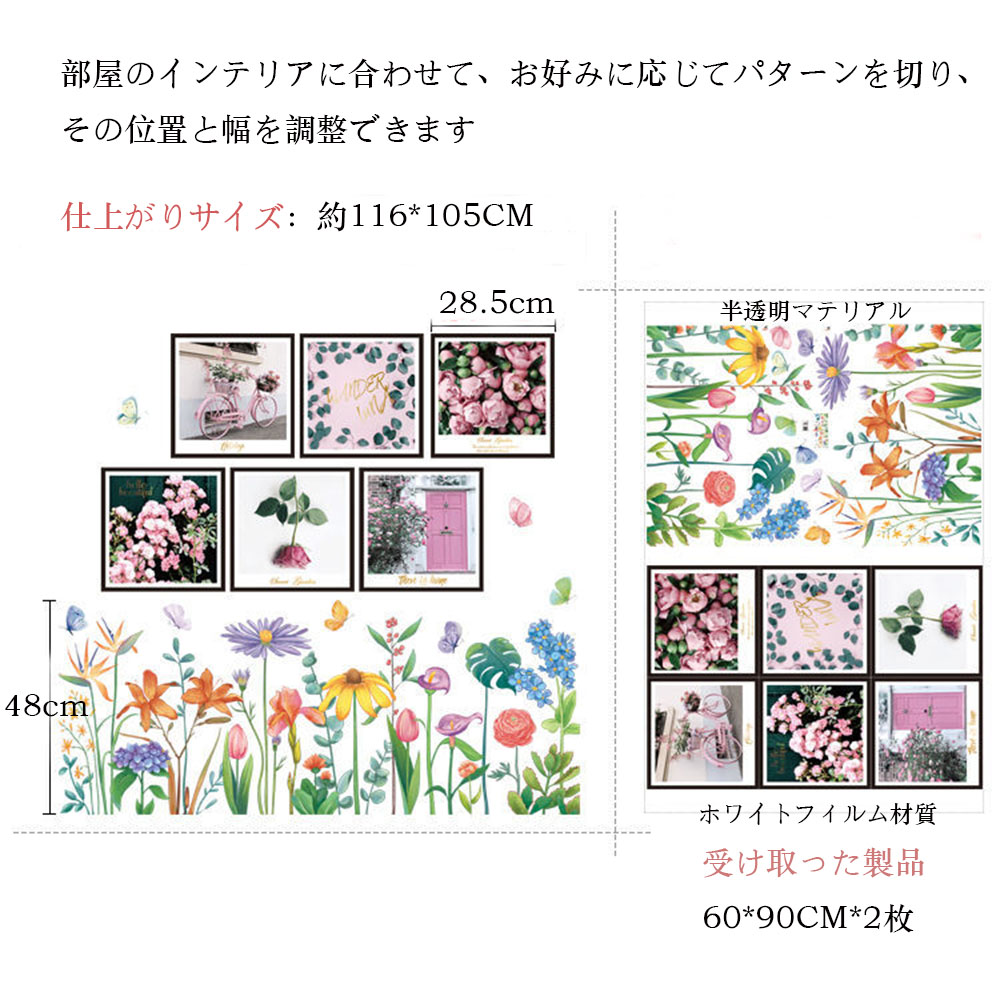 部屋のインテリアに合わせて、お好みに応じてパターンを切り、
その位置と幅を調整できます
仕上がりサイズ: 約116*105CM
28.5cm
半透明マテリアル
WANDER
hello
beautiful
48cm
ホワイトフィルム材質
受け取った製品
60*90CM*2枚